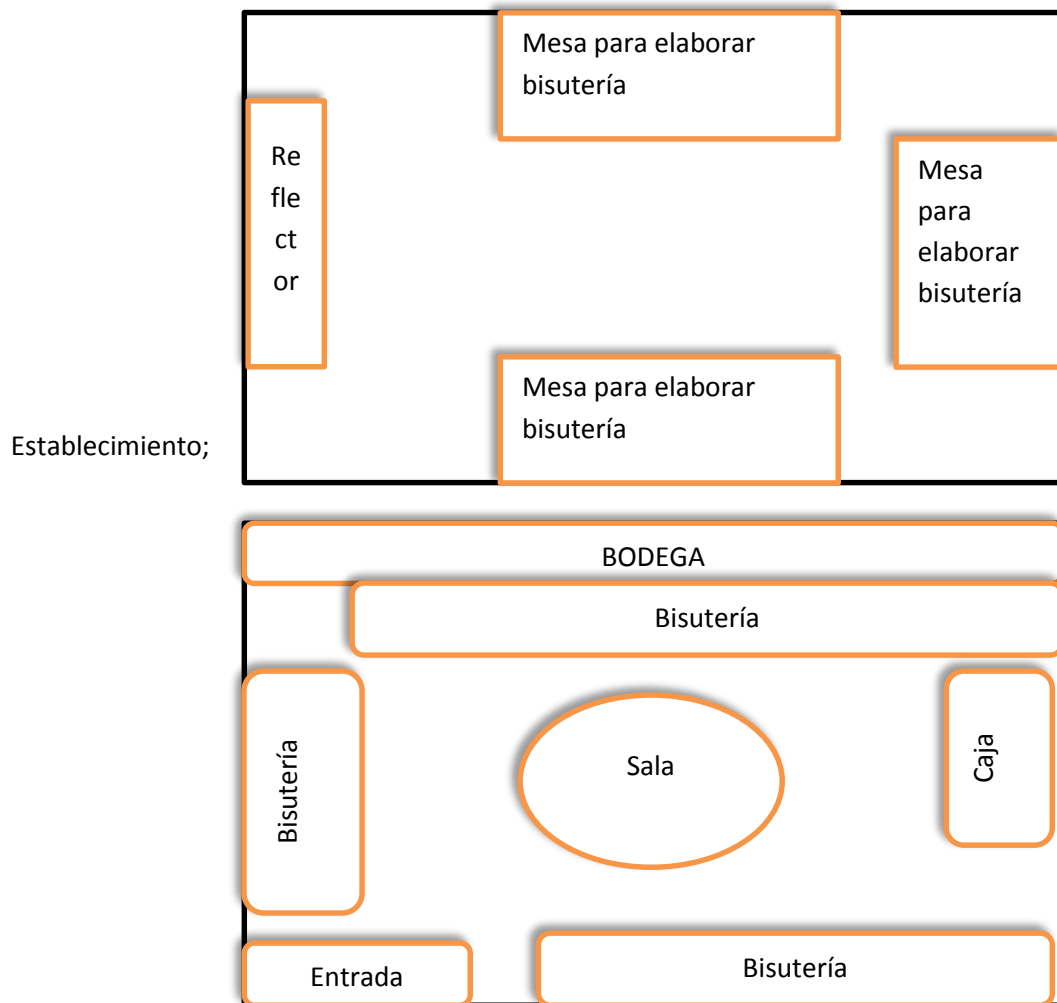 Mesa para elaborar
bisutería
Re
fle
ct
or
Mesa
para
elaborar
bisutería
Mesa para elaborar
bisutería
Establecimiento;
BODEGA
Bisutería
Bisutería
Sala
Caja
Entrada
Bisutería